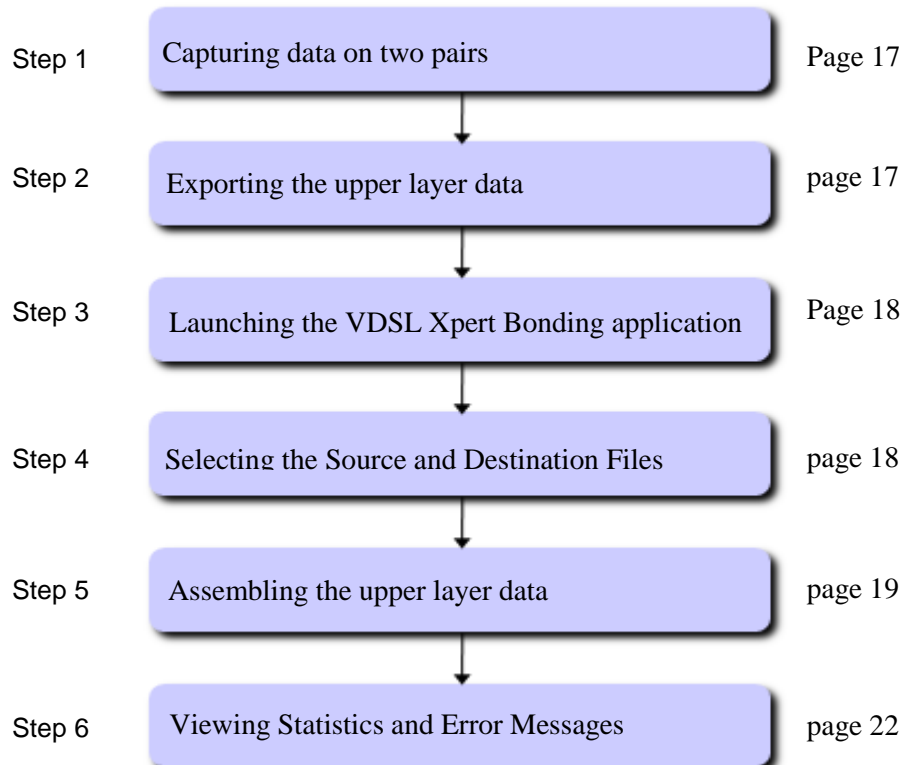 Step 1 Capturing data on two pairs Page 17
Step 2 Exporting the upper layer data page 17
Step 3 Launching the VDSL Xpert Bonding application Page 18
Step 4 Selecting the Source and Destination Files page 18
Step 5 Assembling the upper layer data page 19
Step 6 Viewing Statistics and Error Messages page 22